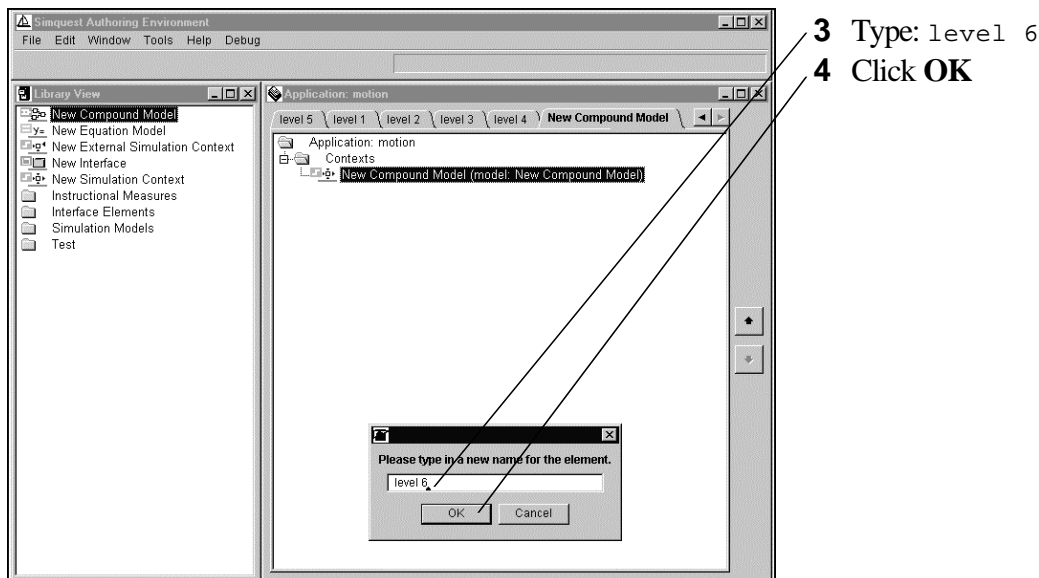 Simquest Authoring Environment
File Edit Window Tools Help Debug
Library View
New Compound Model
y= New Equation Model
New External Simulation Context
New Interface
New Simulation Context
Instructional Measures
Interface Elements
Simulation Models
Test
Application: motion
level 5 level 1 level 2 level 3 level 4 New Compound Model
Application: motion
Contexts
New Compound Model (model: New Compound Model)
Please type in a new name for the element.
level 6
OK Cancel
3 Type: level 6
4 Click OK